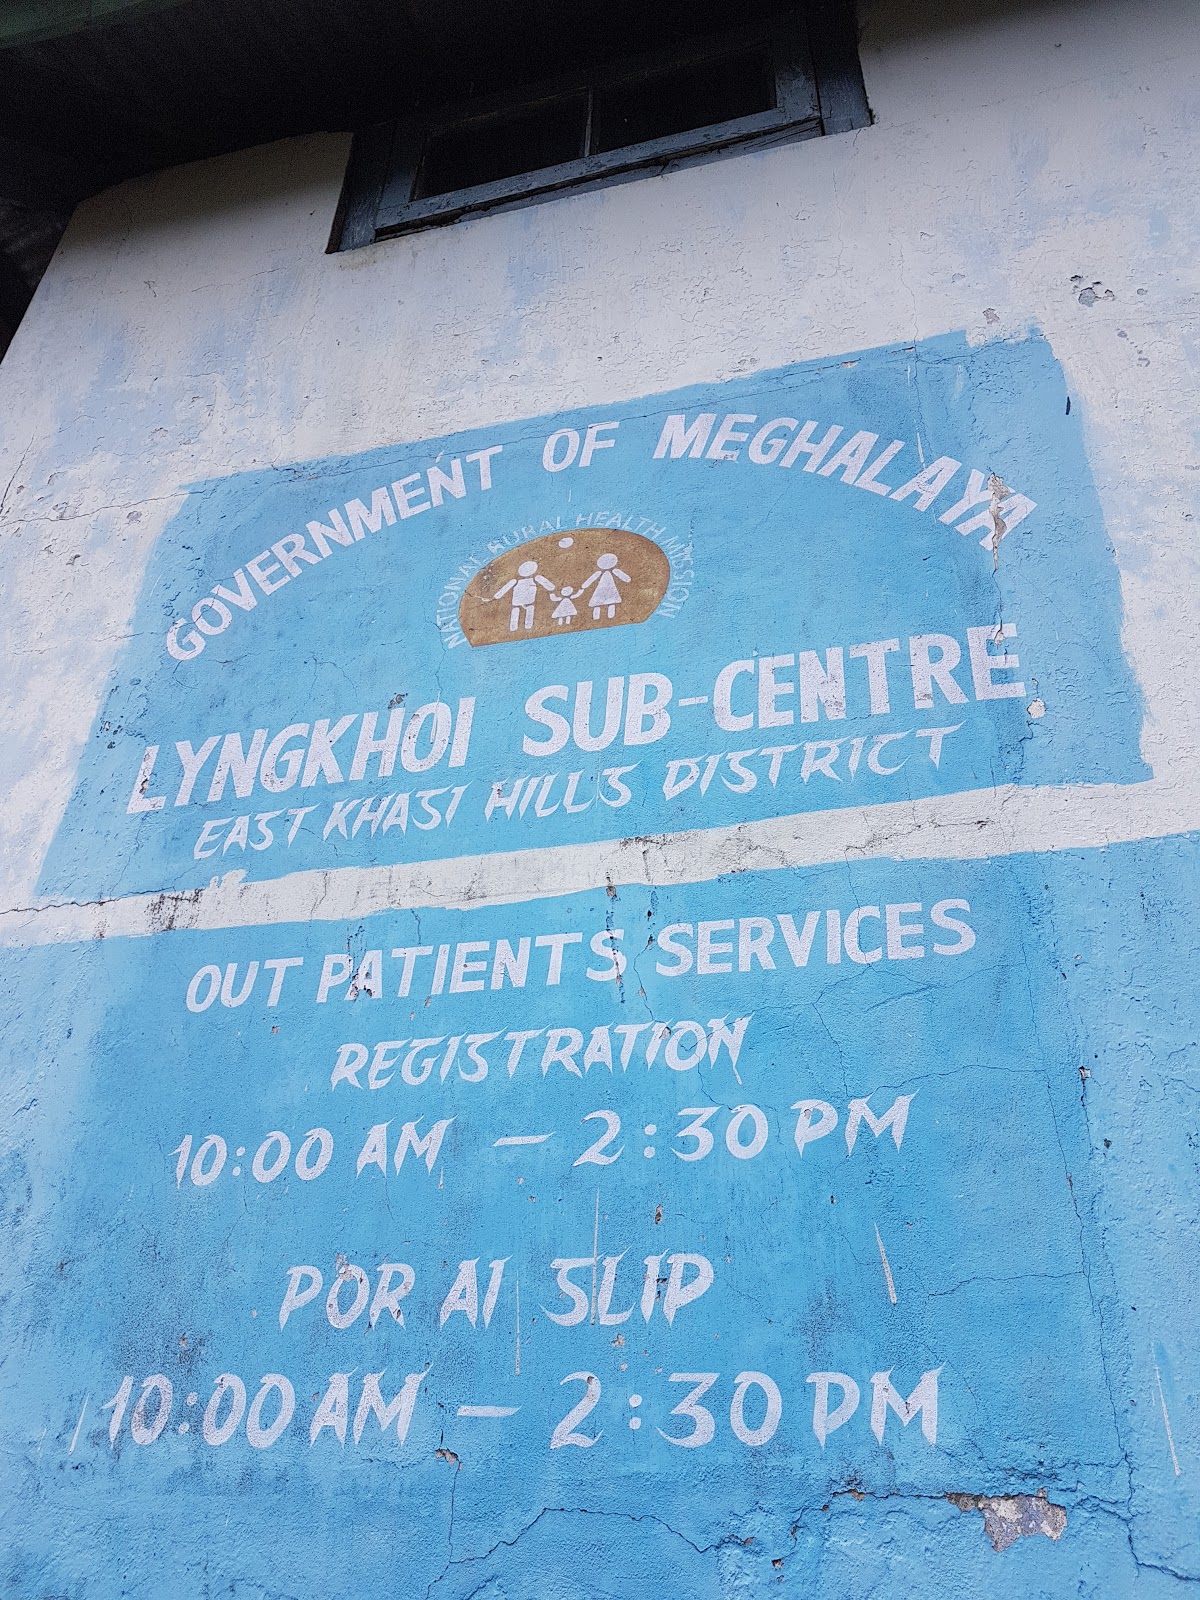 GOVERNMENT OF MEGHALAYA
NATIONAL RURAL HEALTH MISSION
LYNGKHOI SUB-CENTRE
EAST KHASI HILLS DISTRICT
OUT PATIENTS SERVICES
REGISTRATION
10:00 AM - 2:30 PM
POR AI SLIP
10:00 AM - 2:30 PM